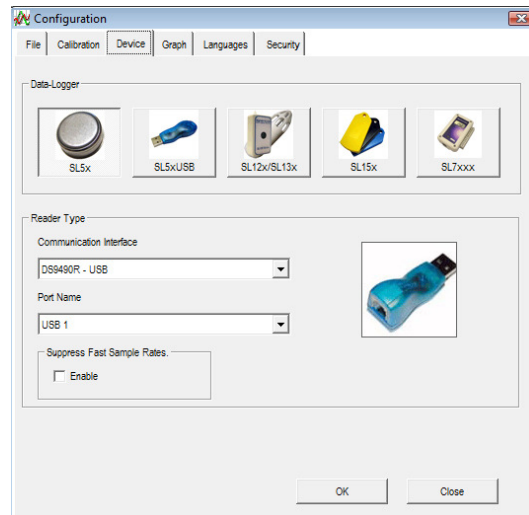 Configuration
File Calibration Device Graph Languages Security
Data-Logger
SL5x SL5xUSB SL12x/SL13x SL15x SL7xxx
Reader Type
Communication Interface
DS9490R - USB
Port Name
USB 1
Suppress Fast Sample Rates.
Enable
OK Close